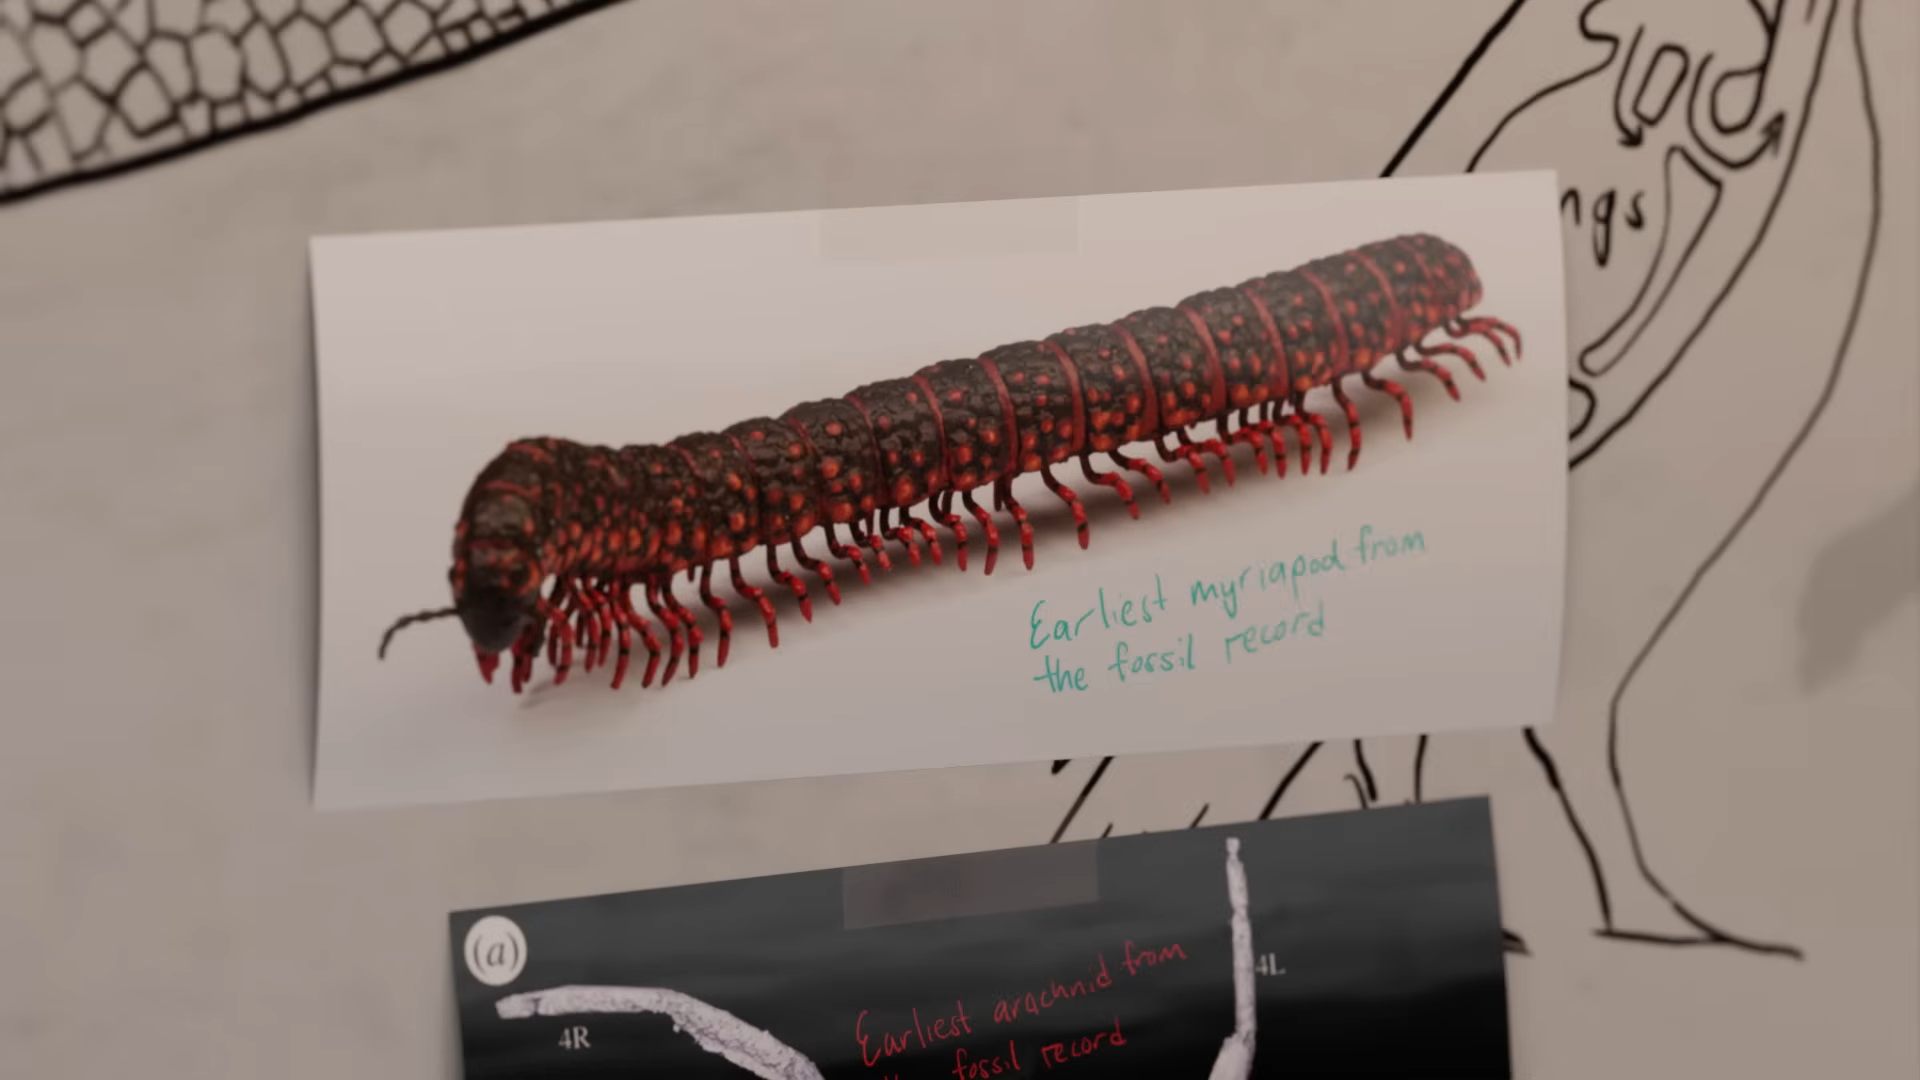 ngs
Earliest myriapod from
the fossil record
(a)
4L
4R
Earliest arachnid from
fossil record